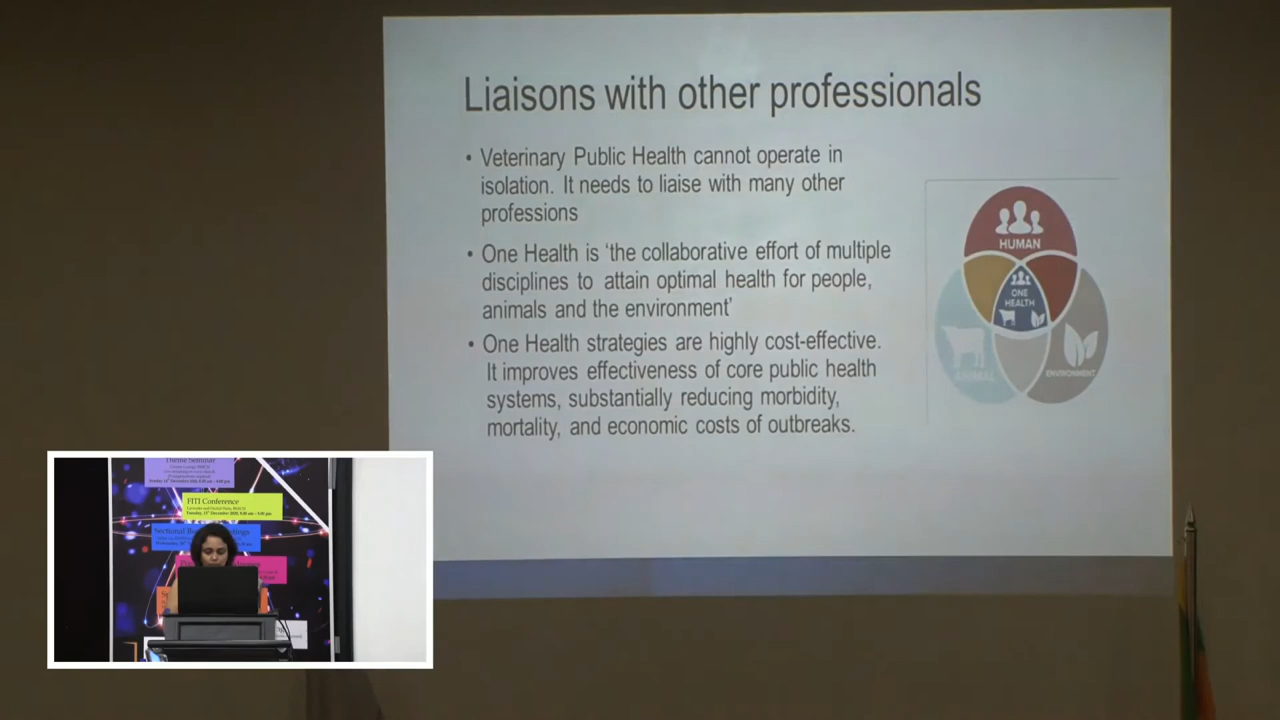 Liaisons with other professionals
• Veterinary Public Health cannot operate in
isolation. It needs to liaise with many other
professions
• One Health is ‘the collaborative effort of multiple
disciplines to attain optimal health for people,
animals and the environment’
• One Health strategies are highly cost-effective.
It improves effectiveness of core public health
systems, substantially reducing morbidity,
mortality, and economic costs of outbreaks.
HUMAN
ONE
HEALTH
ANIMAL
ENVIRONMENT
Theme Seminar
FITI Conference
Sectional